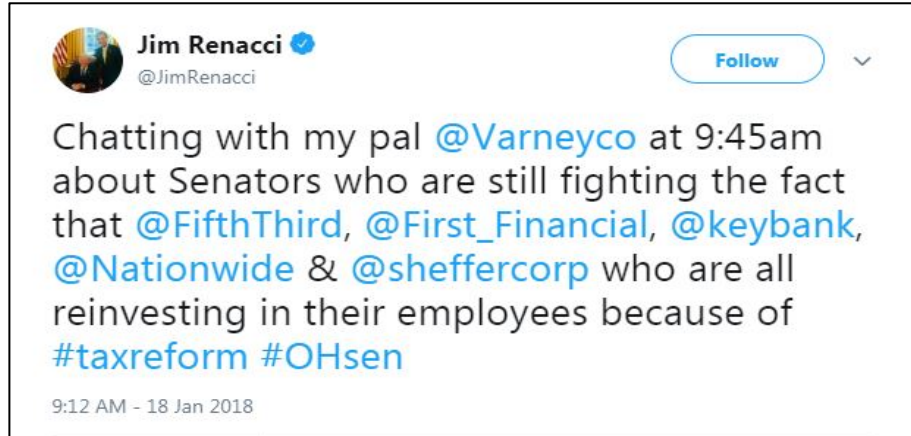 Jim Renacci
@JimRenacci
Follow
Chatting with my pal @Varneyco at 9:45am
about Senators who are still fighting the fact
that @FifthThird, @First_Financial, @keybank,
@Nationwide & @sheffercorp who are all
reinvesting in their employees because of
#taxreform #OHsen
9:12 AM - 18 Jan 2018